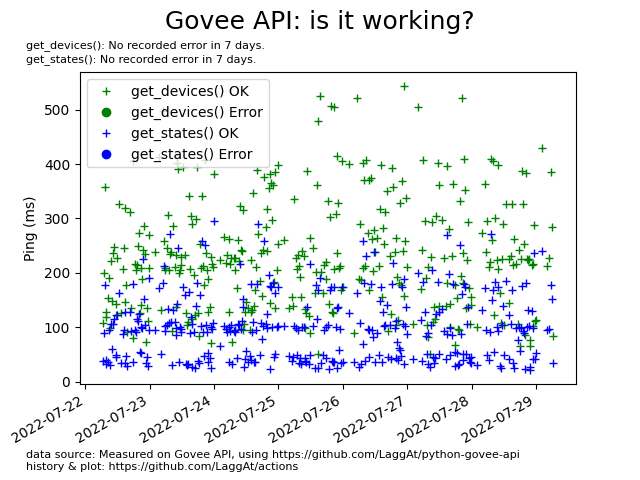 Govee API: is it working?
get_devices(): No recorded error in 7 days.
get_states(): No recorded error in 7 days.
get_devices() OK
get_devices() Error
get_states() OK
get_states() Error
Ping (ms)
500
400
300
200
100
0
2022-07-22
2022-07-23
2022-07-24
2022-07-25
2022-07-26
2022-07-27
2022-07-28
2022-07-29
data source: Measured on Govee API, using https://github.com/LaggAt/python-govee-api
history & plot: https://github.com/LaggAt/actions